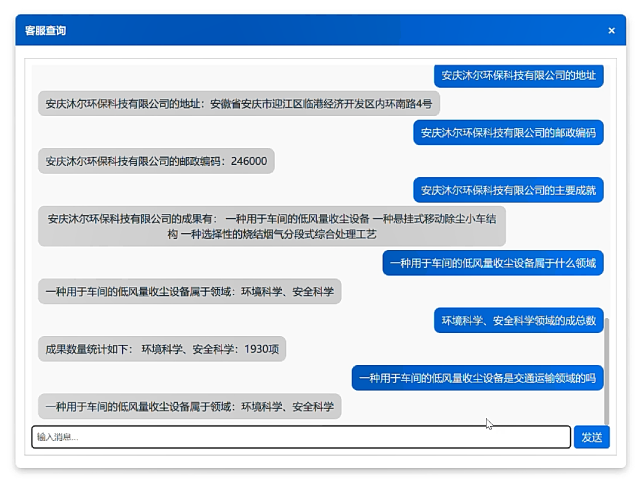 客服查询
×
安庆沐尔环保科技有限公司的地址
安庆沐尔环保科技有限公司的地址：安徽省安庆市迎江区临港经济开发区内环南路4号
安庆沐尔环保科技有限公司的邮政编码
安庆沐尔环保科技有限公司的邮政编码：246000
安庆沐尔环保科技有限公司的主要成就
安庆沐尔环保科技有限公司的成果有： 一种用于车间的低风量收尘设备 一种悬挂式移动除尘小车结
构 一种选择性的烧结烟气分段式综合处理工艺
一种用于车间的低风量收尘设备属于什么领域
一种用于车间的低风量收尘设备属于领域：环境科学、安全科学
环境科学、安全科学领域的成总数
成果数量统计如下： 环境科学、安全科学：1930项
一种用于车间的低风量收尘设备是交通运输领域的吗
一种用于车间的低风量收尘设备属于领域：环境科学、安全科学
输入消息...
发送